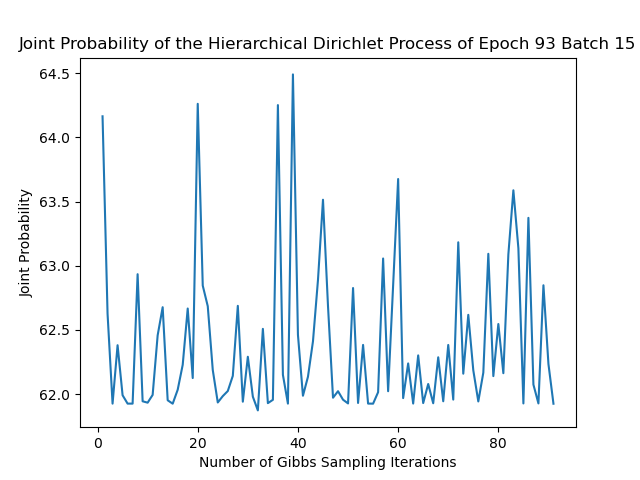 Joint Probability of the Hierarchical Dirichlet Process of Epoch 93 Batch 15
64.5
64.0
63.5
63.0
62.5
62.0
Joint Probability
0 20 40 60 80
Number of Gibbs Sampling Iterations